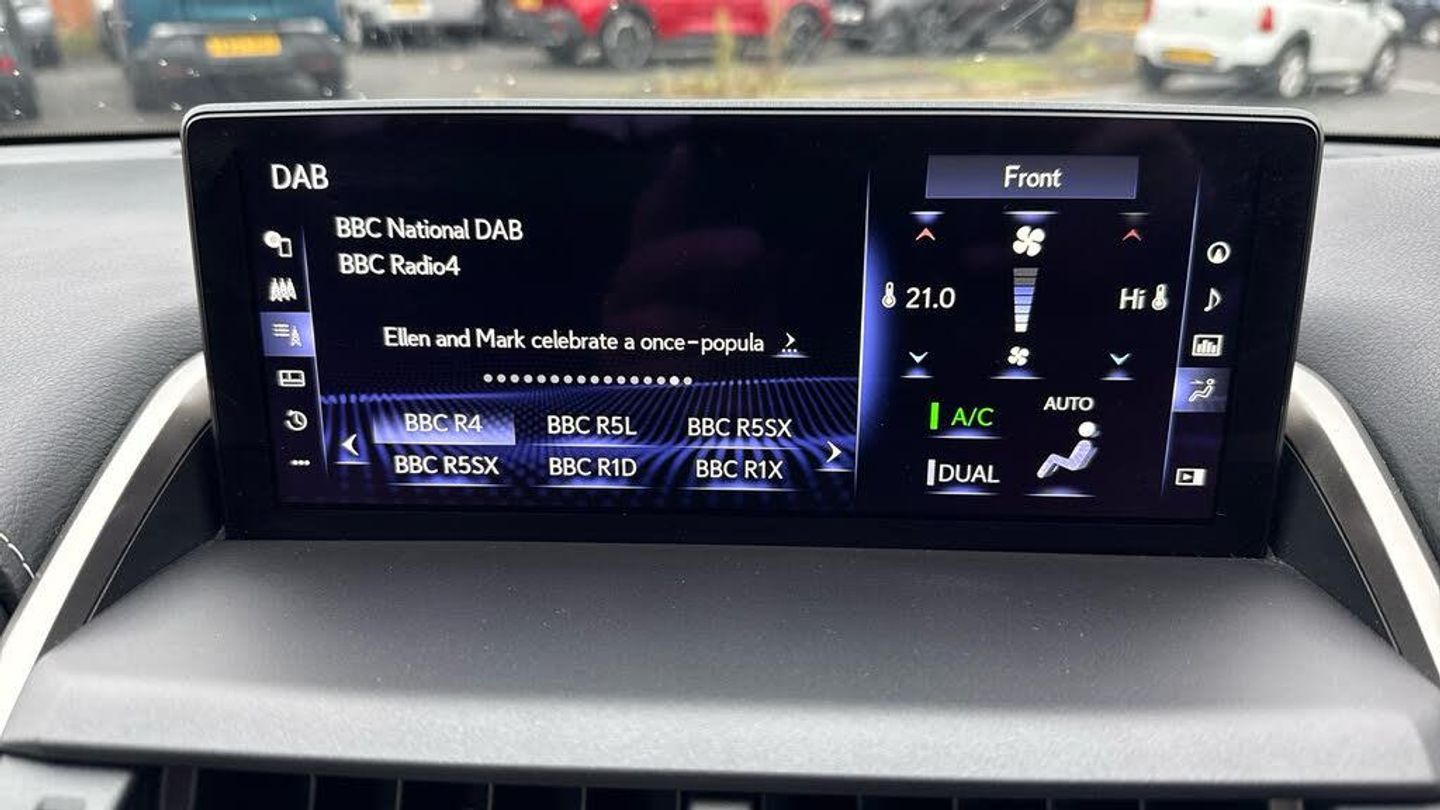 DAB
BBC National DAB
BBC Radio4
Ellen and Mark celebrate a once-popula
BBC R4 BBC R5L BBC R5SX
BBC R5SX BBC R1D BBC R1X
Front
21.0 Hi
A/C AUTO
DUAL